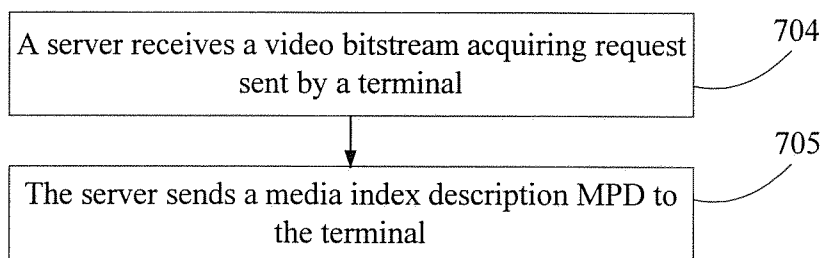 A server receives a video bitstream acquiring request
sent by a terminal
704
The server sends a media index description MPD to
the terminal
705